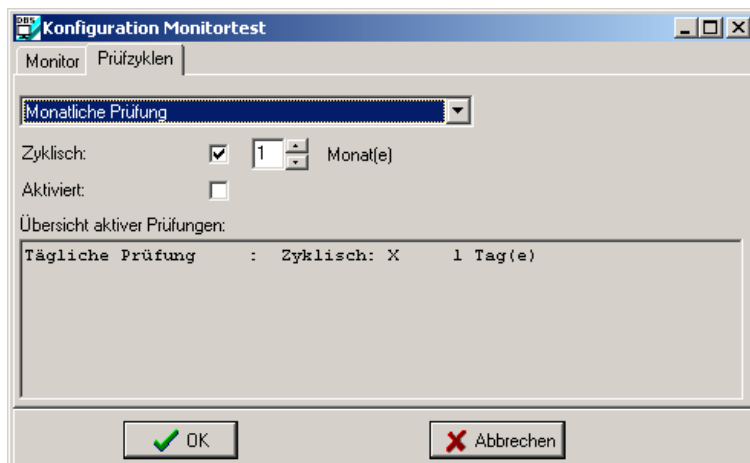 DBS
Konfiguration Monitortest
Monitor Prüfzyklen
Monatliche Prüfung
Zyklisch: 1 Monat(e)
Aktiviert:
Übersicht aktiver Prüfungen:
Tägliche Prüfung : Zyklisch: X 1 Tag(e)
OK Abbrechen